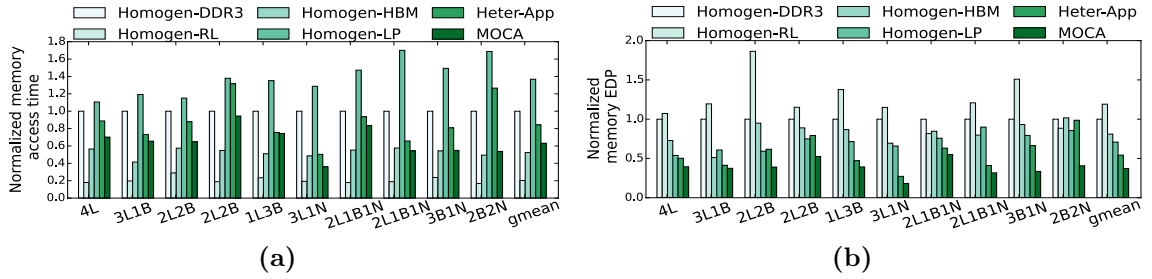 Homogen-DDR3 Homogen-HBM Heter-App
Homogen-RL Homogen-LP MOCA
Normalized memory
access time
1.8
1.6
1.4
1.2
1.0
0.8
0.6
0.4
0.2
0.0
4L 3L1B 2L2B 2L2B 1L3B 3L1N 2L1B1N 2L1B1N 3B1N 2B2N gmean
(a)
Homogen-DDR3 Homogen-HBM Heter-App
Homogen-RL Homogen-LP MOCA
Normalized
memory EDP
2.0
1.5
1.0
0.5
0.0
4L 3L1B 2L2B 2L2B 1L3B 3L1N 2L1B1N 2L1B1N 3B1N 2B2N gmean
(b)